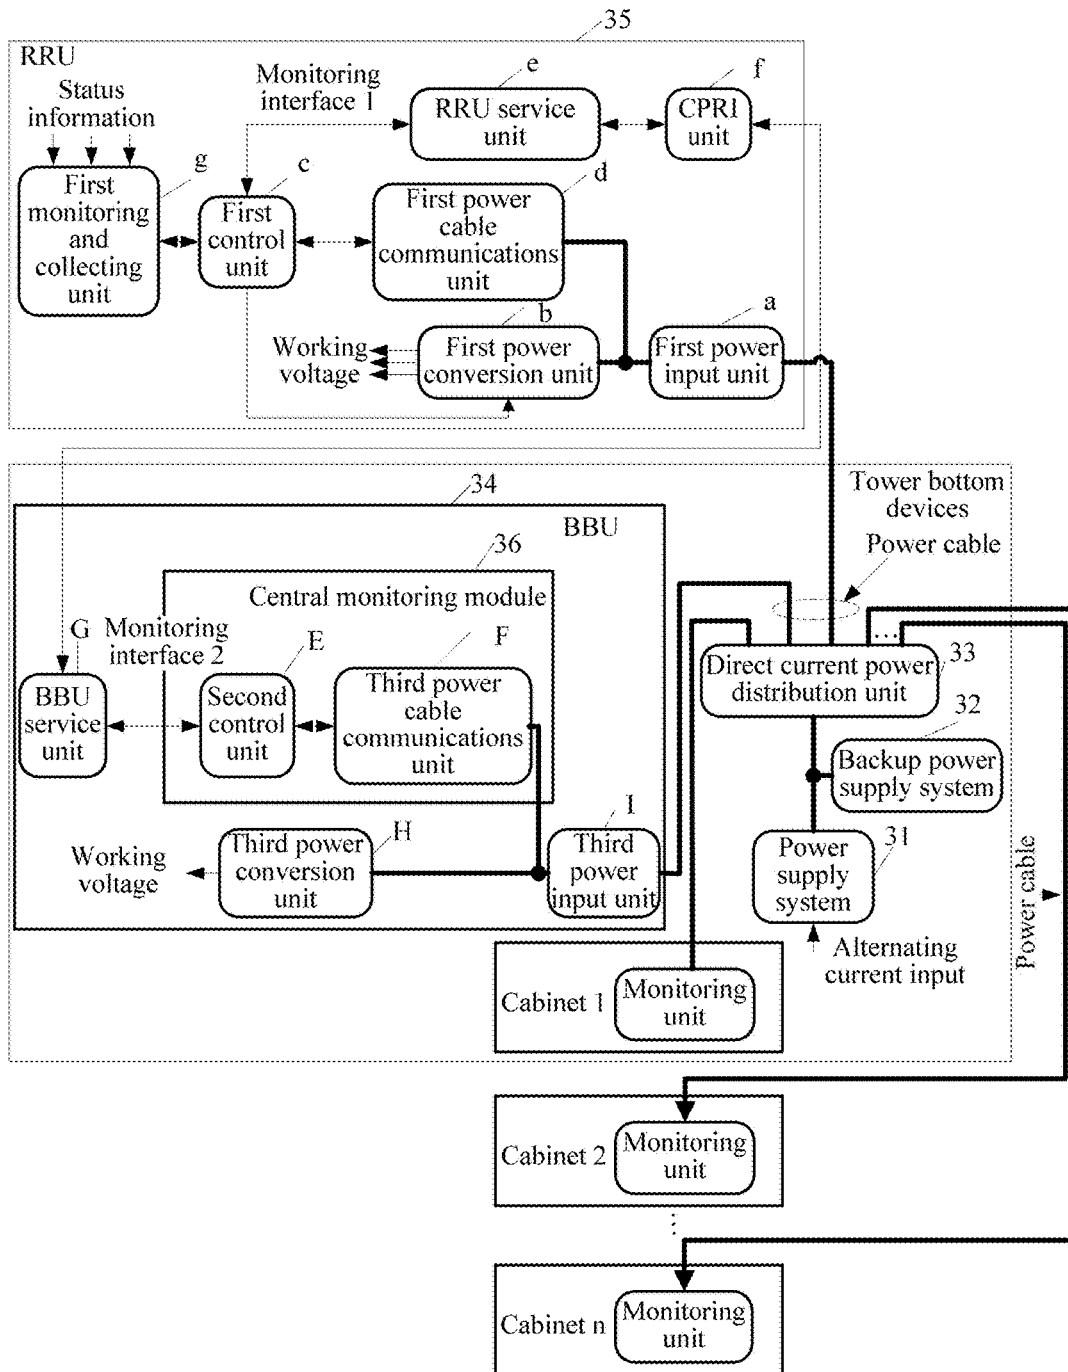 35
RRU
Status
information
Monitoring
interface 1
e
RRU service
unit
f
CPRI
unit
g
First
monitoring
and
collecting
unit
c
First
control
unit
d
First power
cable
communications
unit
b
First power
conversion unit
Working
voltage
a
First power
input unit
Tower bottom
devices
Power cable
34
BBU
36
Central monitoring module
G
Monitoring
interface 2
BBU
service
unit
E
Second
control
unit
F
Third power
cable
communications
unit
Direct current power
distribution unit
33
32
Backup power
supply system
31
Power
supply
system
Alternating
current input
Power cable
H
Third power
conversion
unit
Working
voltage
I
Third
power
input unit
Cabinet 1
Monitoring
unit
Cabinet 2
Monitoring
unit
Cabinet n
Monitoring
unit